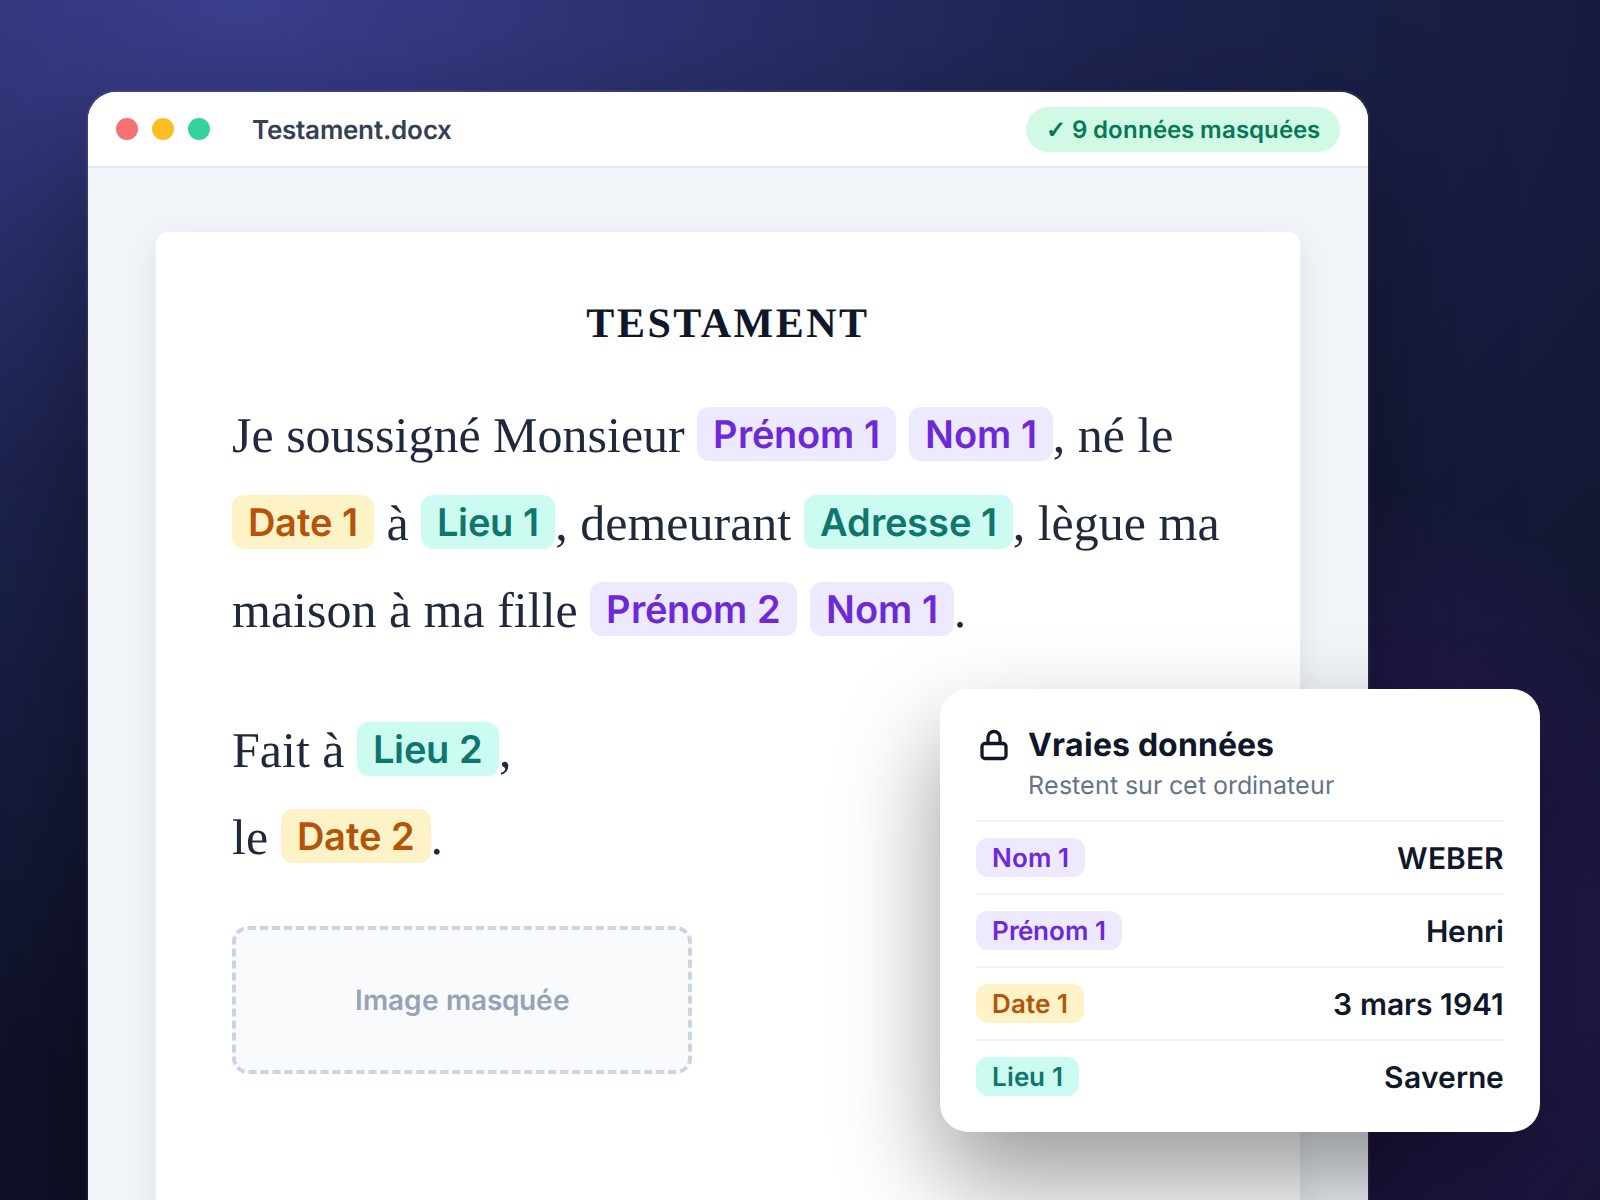 Testament.docx
✓ 9 données masquées
TESTAMENT
Je soussigné Monsieur Prénom 1 Nom 1, né le
Date 1 à Lieu 1, demeurant Adresse 1, lègue ma
maison à ma fille Prénom 2 Nom 1.
Fait à Lieu 2,
le Date 2.
Image masquée
Vraies données
Restent sur cet ordinateur
Nom 1 WEBER
Prénom 1 Henri
Date 1 3 mars 1941
Lieu 1 Saverne